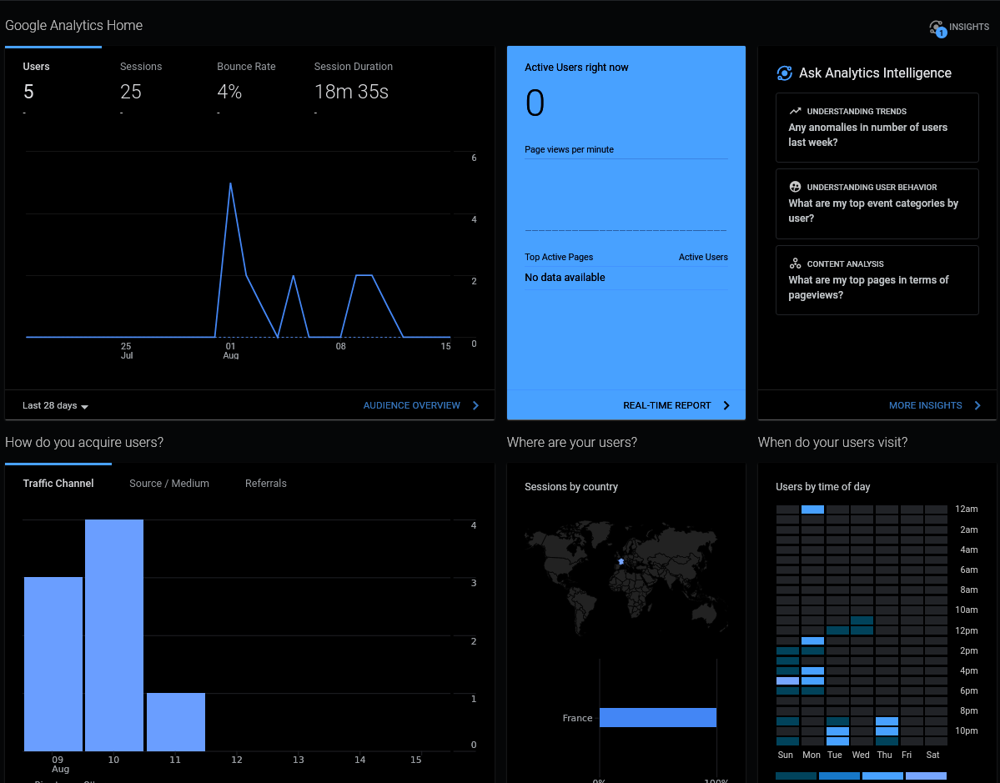 Google Analytics Home
1
INSIGHTS
Users
5
-
Sessions
25
-
Bounce Rate
4%
-
Session Duration
18m 35s
-
6
4
2
0
25
Jul
01
Aug
08
15
Last 28 days
AUDIENCE OVERVIEW
Active Users right now
0
Page views per minute
Top Active Pages Active Users
No data available
REAL-TIME REPORT
Ask Analytics Intelligence
UNDERSTANDING TRENDS
Any anomalies in number of users
last week?
UNDERSTANDING USER BEHAVIOR
What are my top event categories by
user?
CONTENT ANALYSIS
What are my top pages in terms of
pageviews?
MORE INSIGHTS
How do you acquire users?
Traffic Channel Source / Medium Referrals
4
3
2
1
0
09
Aug
10 11 12 13 14 15
Where are your users?
Sessions by country
France
0% 100%
When do your users visit?
Users by time of day
12am
2am
4am
6am
8am
10am
12pm
2pm
4pm
6pm
8pm
10pm
Sun Mon Tue Wed Thu Fri Sat